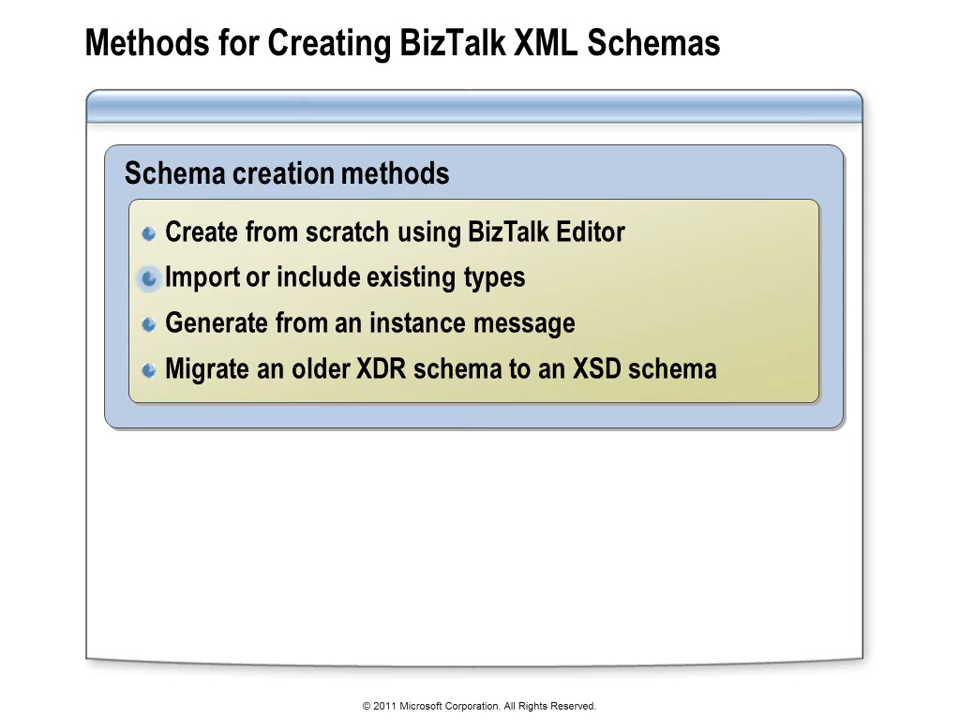 Methods for Creating BizTalk XML Schemas
Schema creation methods
Create from scratch using BizTalk Editor
Import or include existing types
Generate from an instance message
Migrate an older XDR schema to an XSD schema
© 2011 Microsoft Corporation. All Rights Reserved.